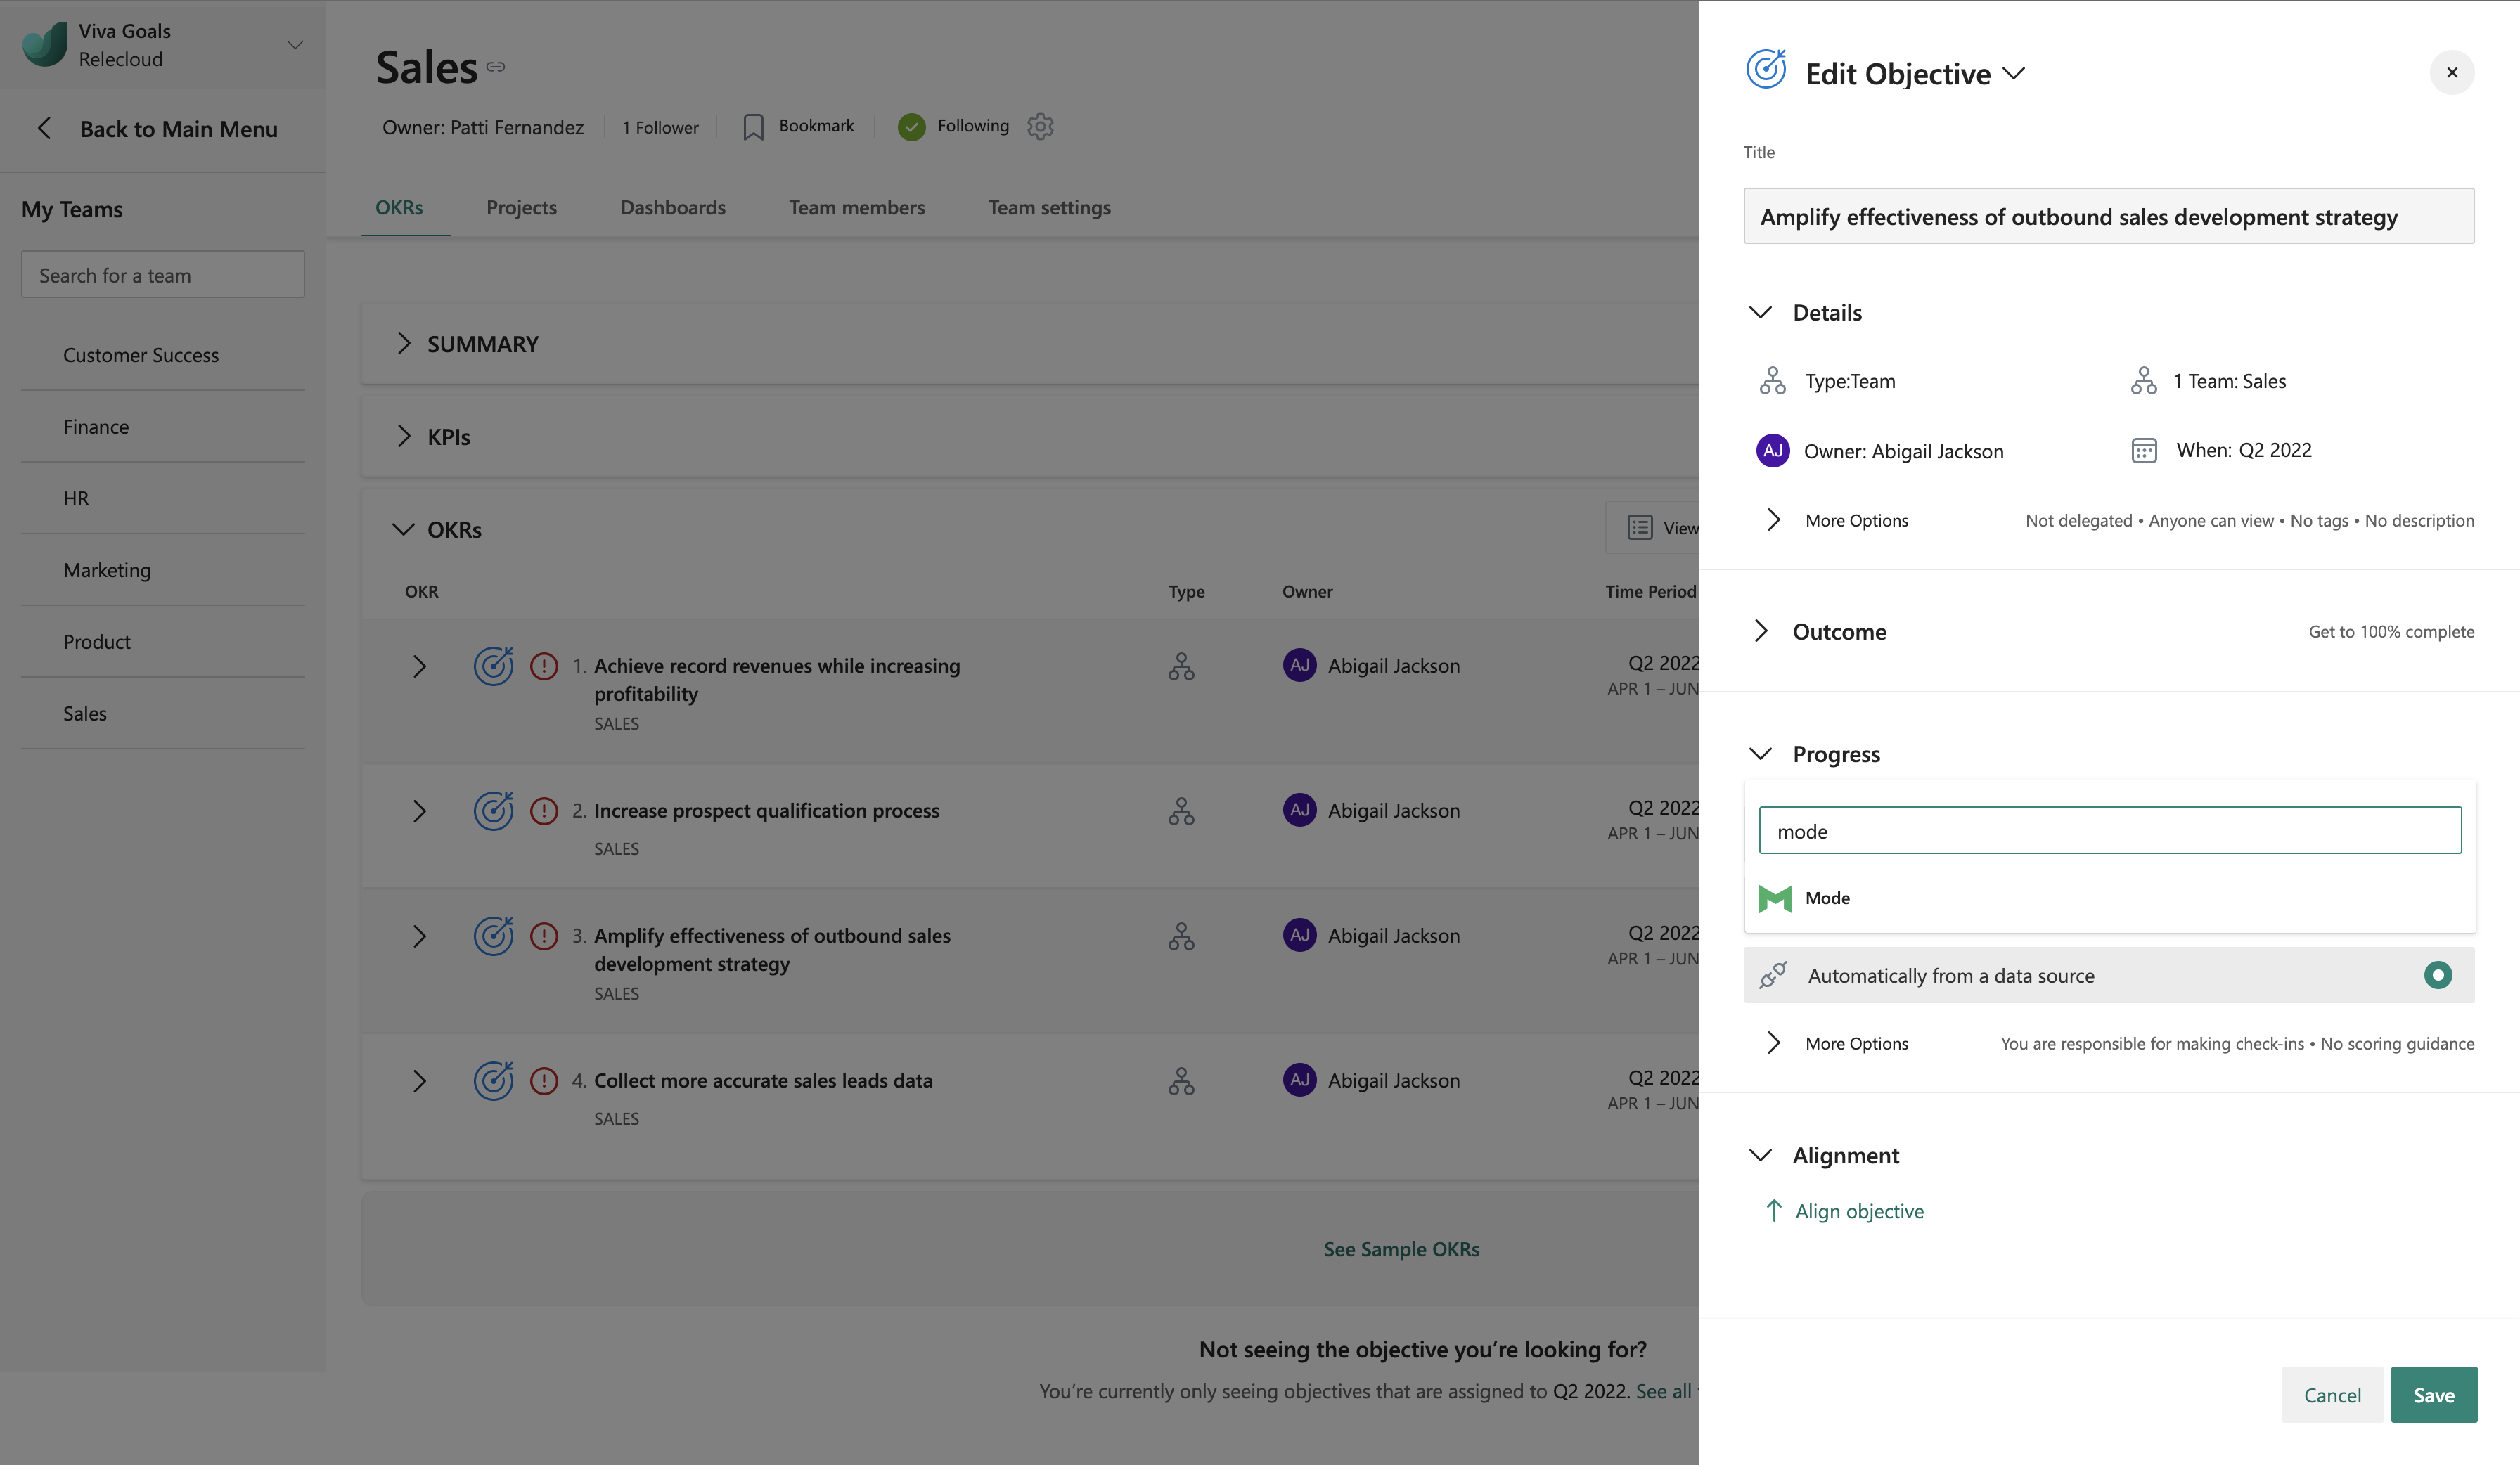 Viva Goals
Relecloud
Back to Main Menu
My Teams
Search for a team
Customer Success
Finance
HR
Marketing
Product
Sales
Sales
Owner: Patti Fernandez
1 Follower
Bookmark
Following
OKRs
Projects
Dashboards
Team members
Team settings
SUMMARY
KPIs
OKRs
View
OKR
Type
Owner
Time Period
1. Achieve record revenues while increasing
profitability
SALES
AJ
Abigail Jackson
Q2 2022
APR 1 – JUN
2. Increase prospect qualification process
SALES
AJ
Abigail Jackson
Q2 2022
APR 1 – JUN
3. Amplify effectiveness of outbound sales
development strategy
SALES
AJ
Abigail Jackson
Q2 2022
APR 1 – JUN
4. Collect more accurate sales leads data
SALES
AJ
Abigail Jackson
Q2 2022
APR 1 – JUN
See Sample OKRs
Not seeing the objective you’re looking for?
You’re currently only seeing objectives that are assigned to Q2 2022. See all
Edit Objective
Title
Amplify effectiveness of outbound sales development strategy
Details
Type:Team
1 Team: Sales
AJ
Owner: Abigail Jackson
When: Q2 2022
More Options
Not delegated • Anyone can view • No tags • No description
Outcome
Get to 100% complete
Progress
mode
Mode
Automatically from a data source
More Options
You are responsible for making check-ins • No scoring guidance
Alignment
Align objective
Cancel
Save